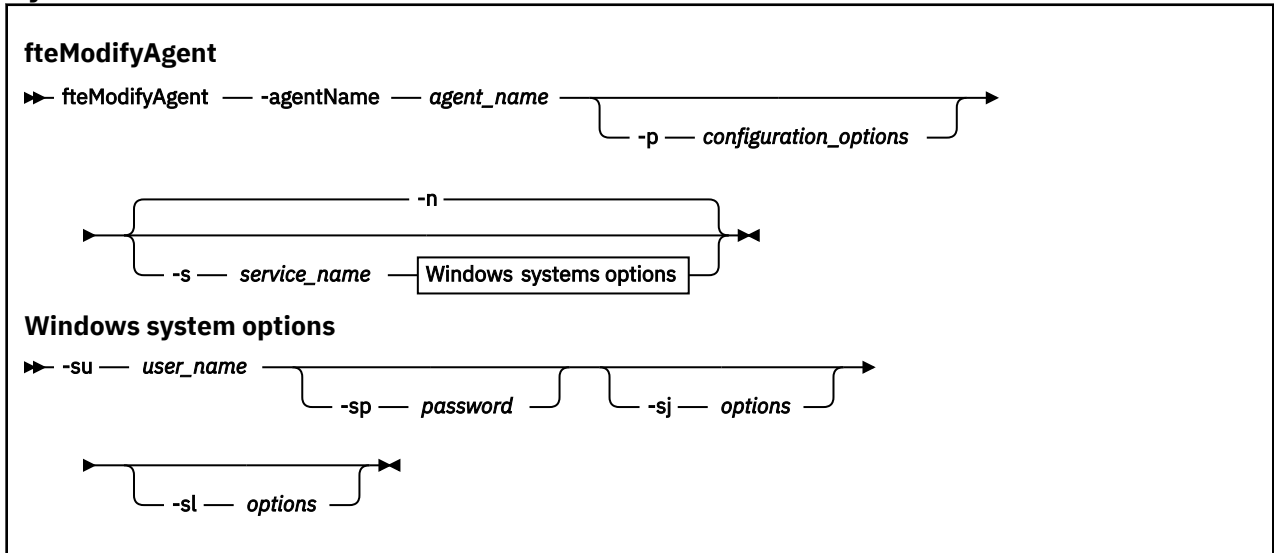 fteModifyAgent
fteModifyAgent -agentName agent_name
-p configuration_options
-n
-s service_name Windows systems options
Windows system options
-su user_name
-sp password -sj options
-sl options